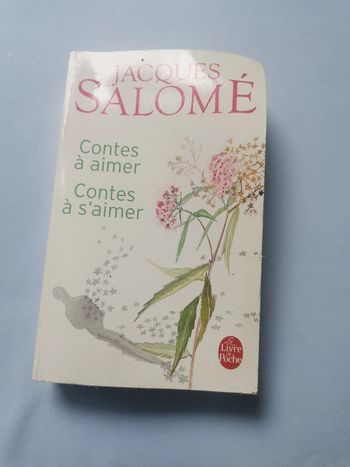 JACQUES
SALOMÉ
Contes
à aimer
Contes
à s'aimer
Le
Livre
de
Poche